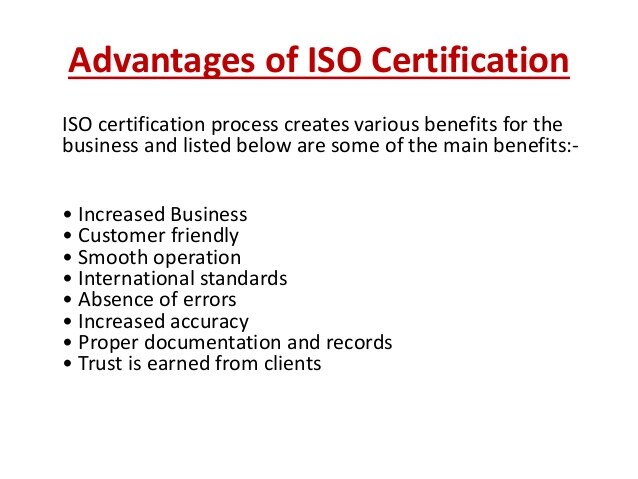 Advantages of ISO Certification
ISO certification process creates various benefits for the
business and listed below are some of the main benefits:-
• Increased Business
• Customer friendly
• Smooth operation
• International standards
• Absence of errors
• Increased accuracy
• Proper documentation and records
• Trust is earned from clients